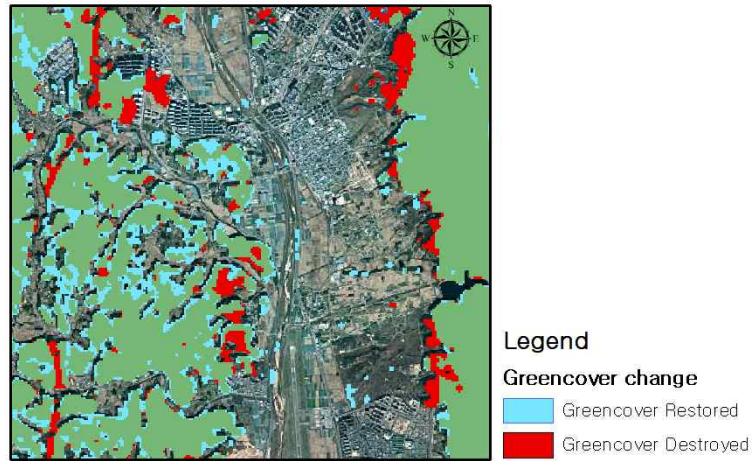 N
W E
S
Legend
Greencover change
Greencover Restored
Greencover Destroyed